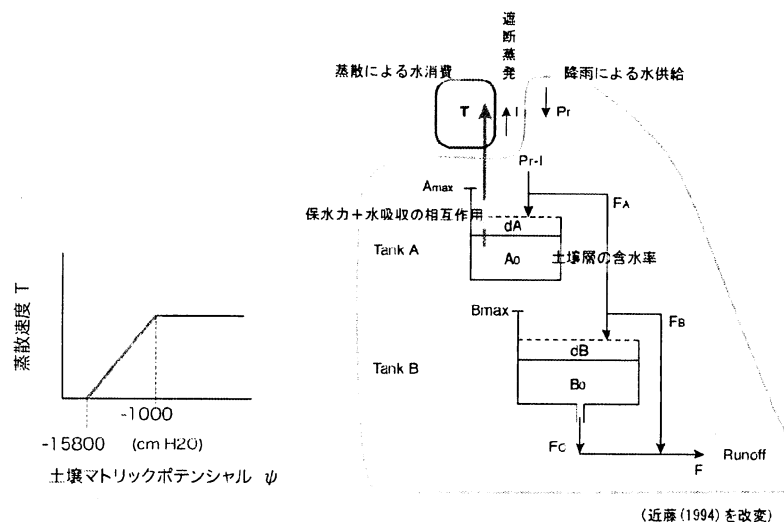 遮断蒸発
蒸散による水消費
降雨による水供給
T
I
Pr
Pr-I
Amax
FA
保水力+水吸収の相互作用
dA
Tank A
A0
土壌層の含水率
Bmax
FB
dB
Tank B
B0
FC
F
Runoff
蒸散速度 T
-1000
-15800
(cm H2O)
土壌マトリックポテンシャル ψ
(近藤(1994)を改変)